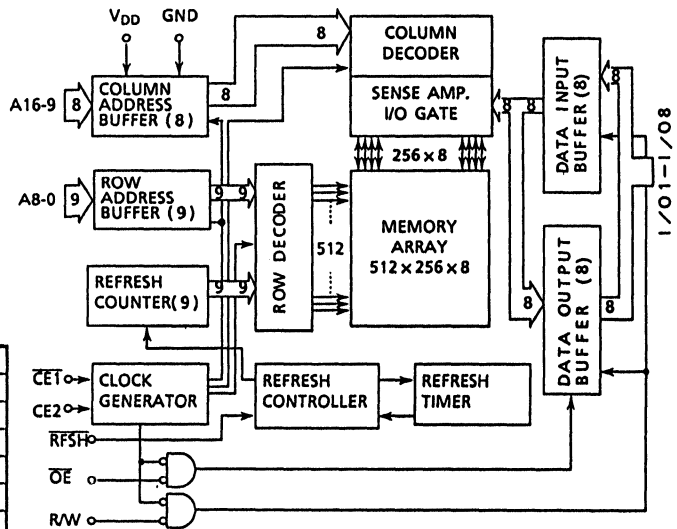 VDD GND
A16-9
8
COLUMN
ADDRESS
BUFFER (8)
8
8
COLUMN
DECODER
SENSE AMP.
I/O GATE
8
8
DATA INPUT
BUFFER (8)
8
I/O1-I/O8
256 x 8
A8-0
9
ROW
ADDRESS
BUFFER (9)
9 9
ROW DECODER
512
MEMORY
ARRAY
512 x 256 x 8
REFRESH
COUNTER(9)
9 9
8
DATA OUTPUT
BUFFER (8)
8
CE1
CE2
CLOCK
GENERATOR
REFRESH
CONTROLLER
REFRESH
TIMER
RFSH
OE
R/W